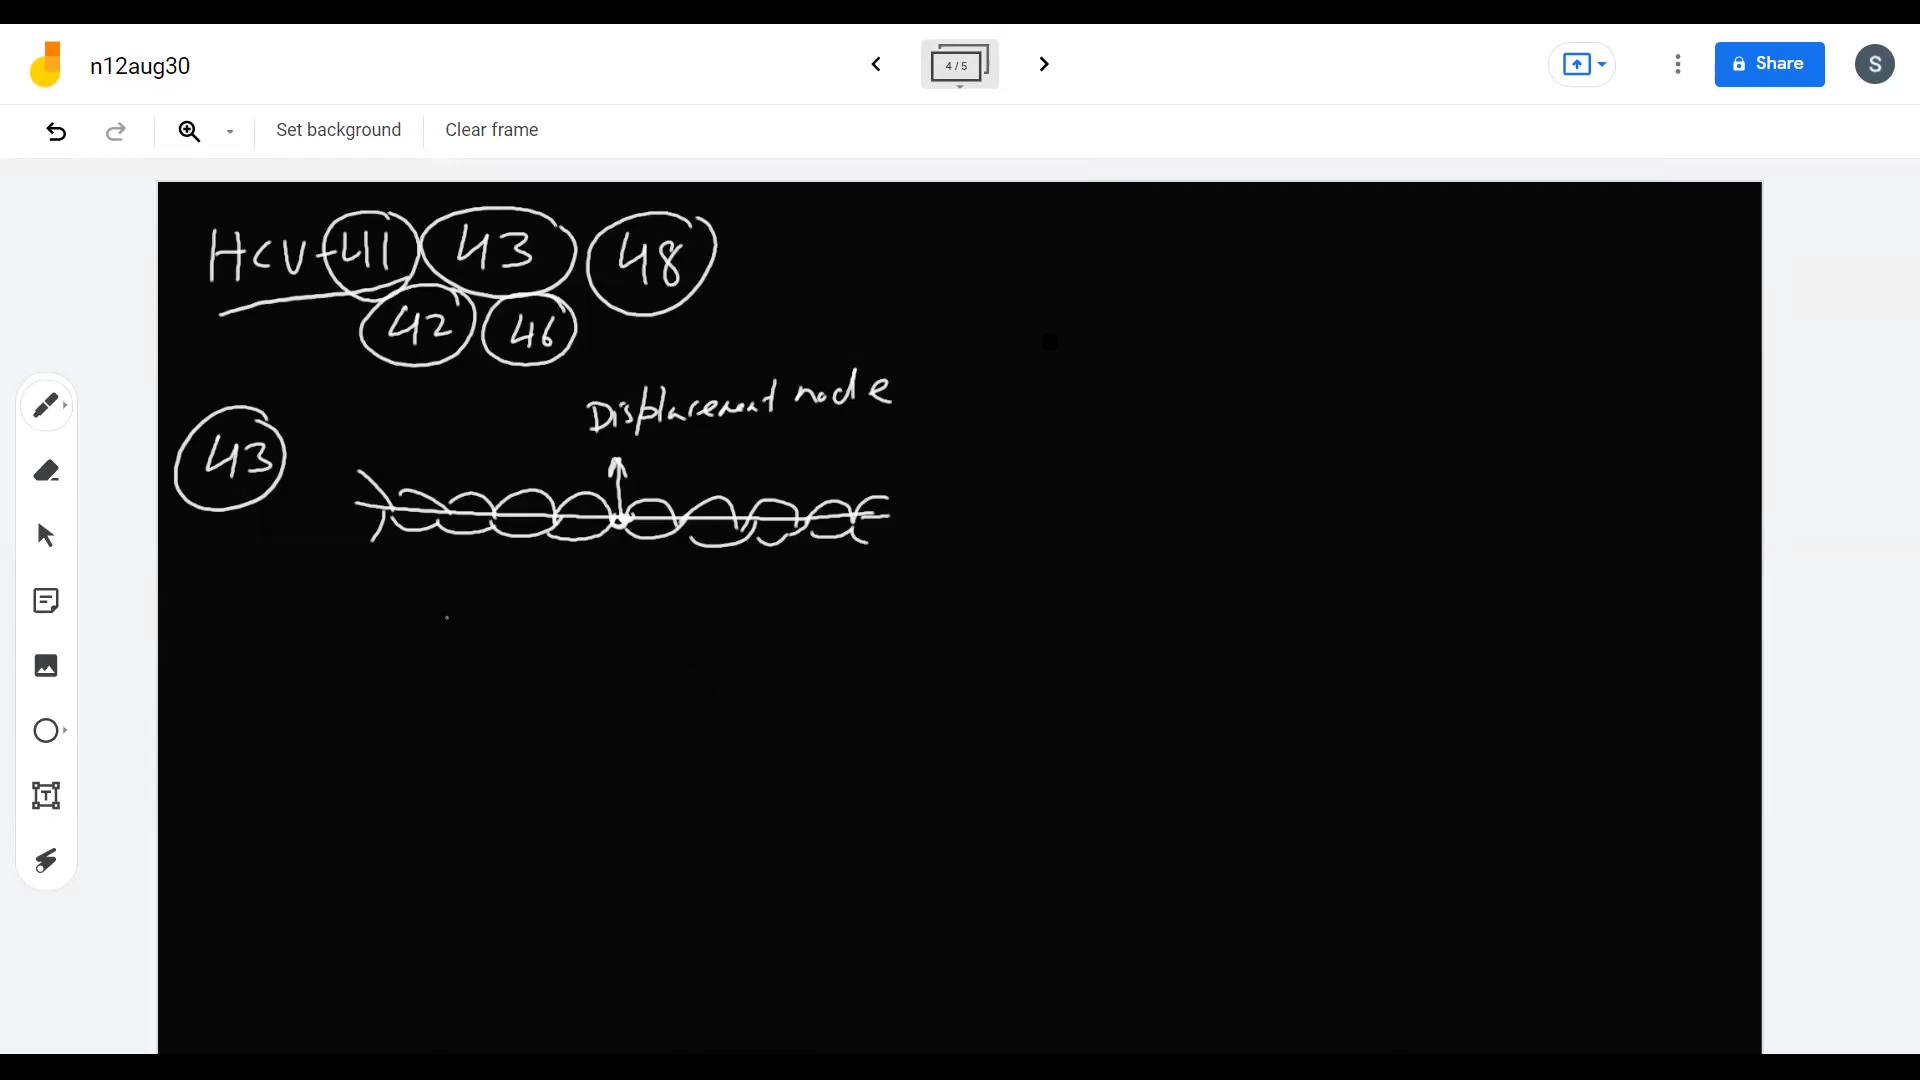 n12aug30
4 / 5
Share
S
Set background
Clear frame
HCV-41 43 48
42 46
Displacement node
43